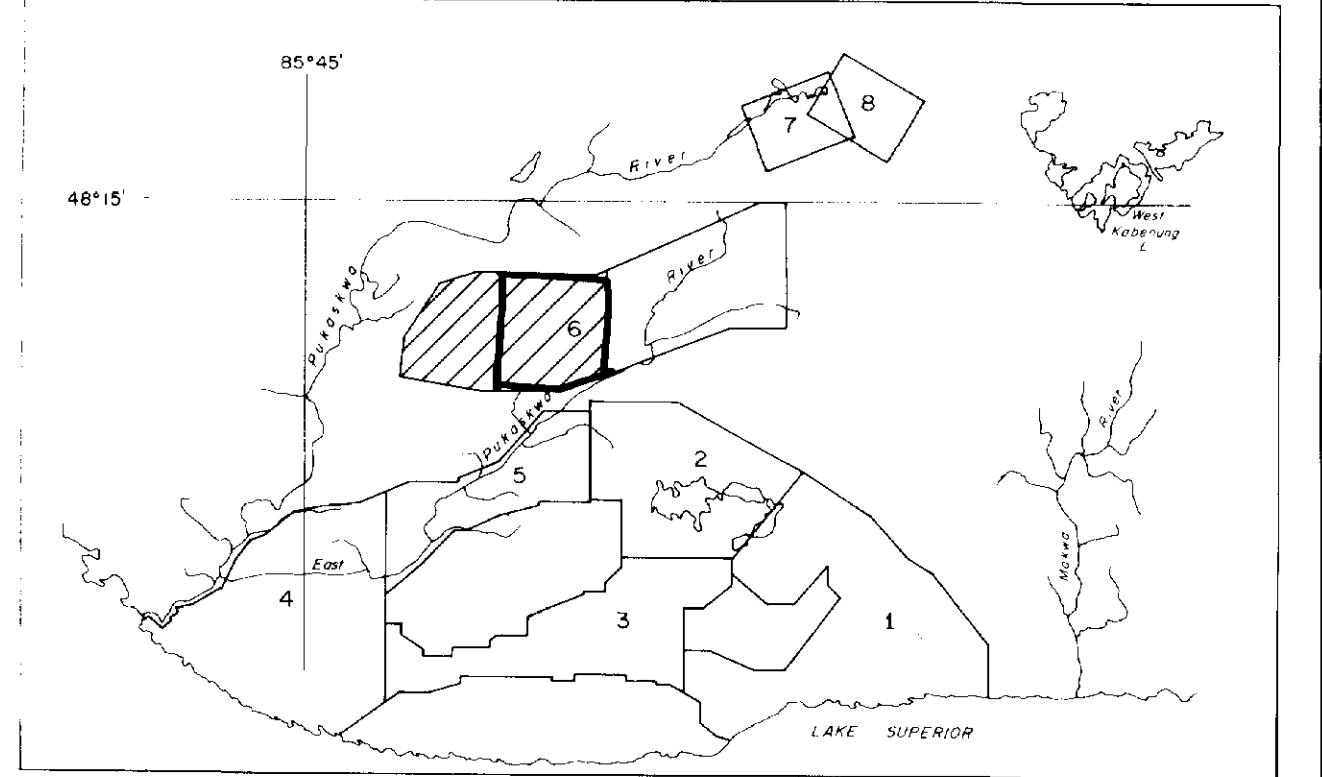 85°45'
8
7
River
48°15'
West
Kabenung
L
River
Pukaskwa
6
River
Pukaskwa
2
5
Makwa
East
4
3
1
LAKE SUPERIOR